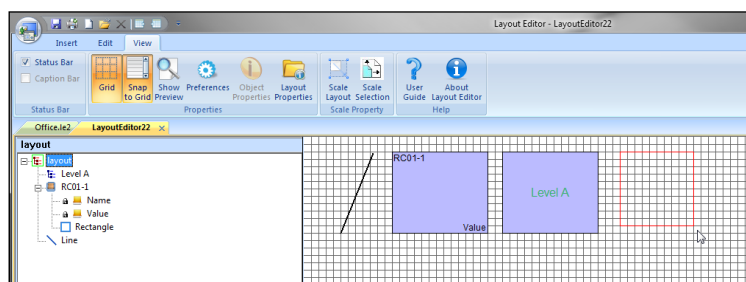 Layout Editor - LayoutEditor22
Insert Edit View
Status Bar
Caption Bar
Grid
Snap to Grid
Show Preview
Preferences
Object Properties
Layout Properties
Scale Layout
Scale Selection
User Guide
About Layout Editor
Status Bar Properties Scale Property Help
Office.le2 LayoutEditor22
layout
layout
Level A
RC01-1
Name
Value
Rectangle
Line
RC01-1
Value
Level A